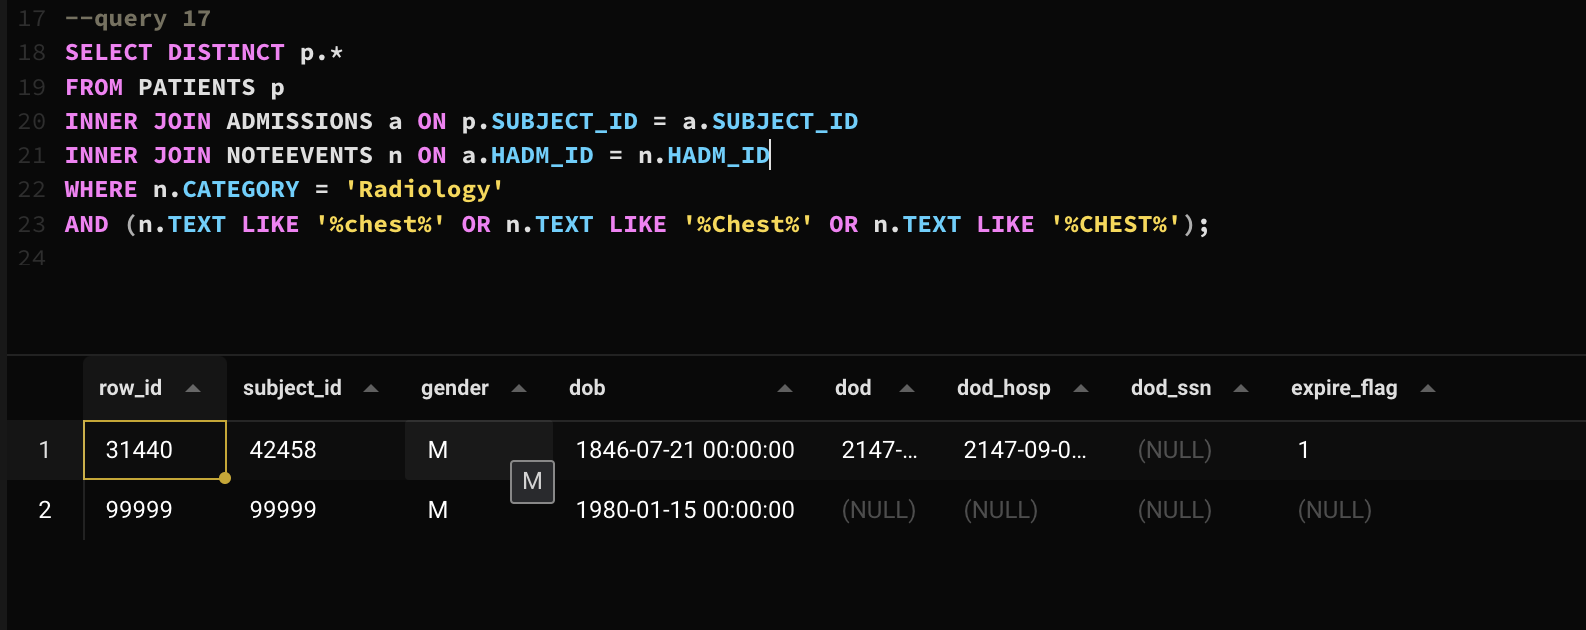 17 --query 17
18 SELECT DISTINCT p.*
19 FROM PATIENTS p
20 INNER JOIN ADMISSIONS a ON p.SUBJECT_ID = a.SUBJECT_ID
21 INNER JOIN NOTEEVENTS n ON a.HADM_ID = n.HADM_ID
22 WHERE n.CATEGORY = 'Radiology'
23 AND (n.TEXT LIKE '%chest%' OR n.TEXT LIKE '%Chest%' OR n.TEXT LIKE '%CHEST%');
24
row_id subject_id gender dob dod dod_hosp dod_ssn expire_flag
1 31440 42458 M 1846-07-21 00:00:00 2147-... 2147-09-0... (NULL) 1
M
2 99999 99999 M 1980-01-15 00:00:00 (NULL) (NULL) (NULL) (NULL)